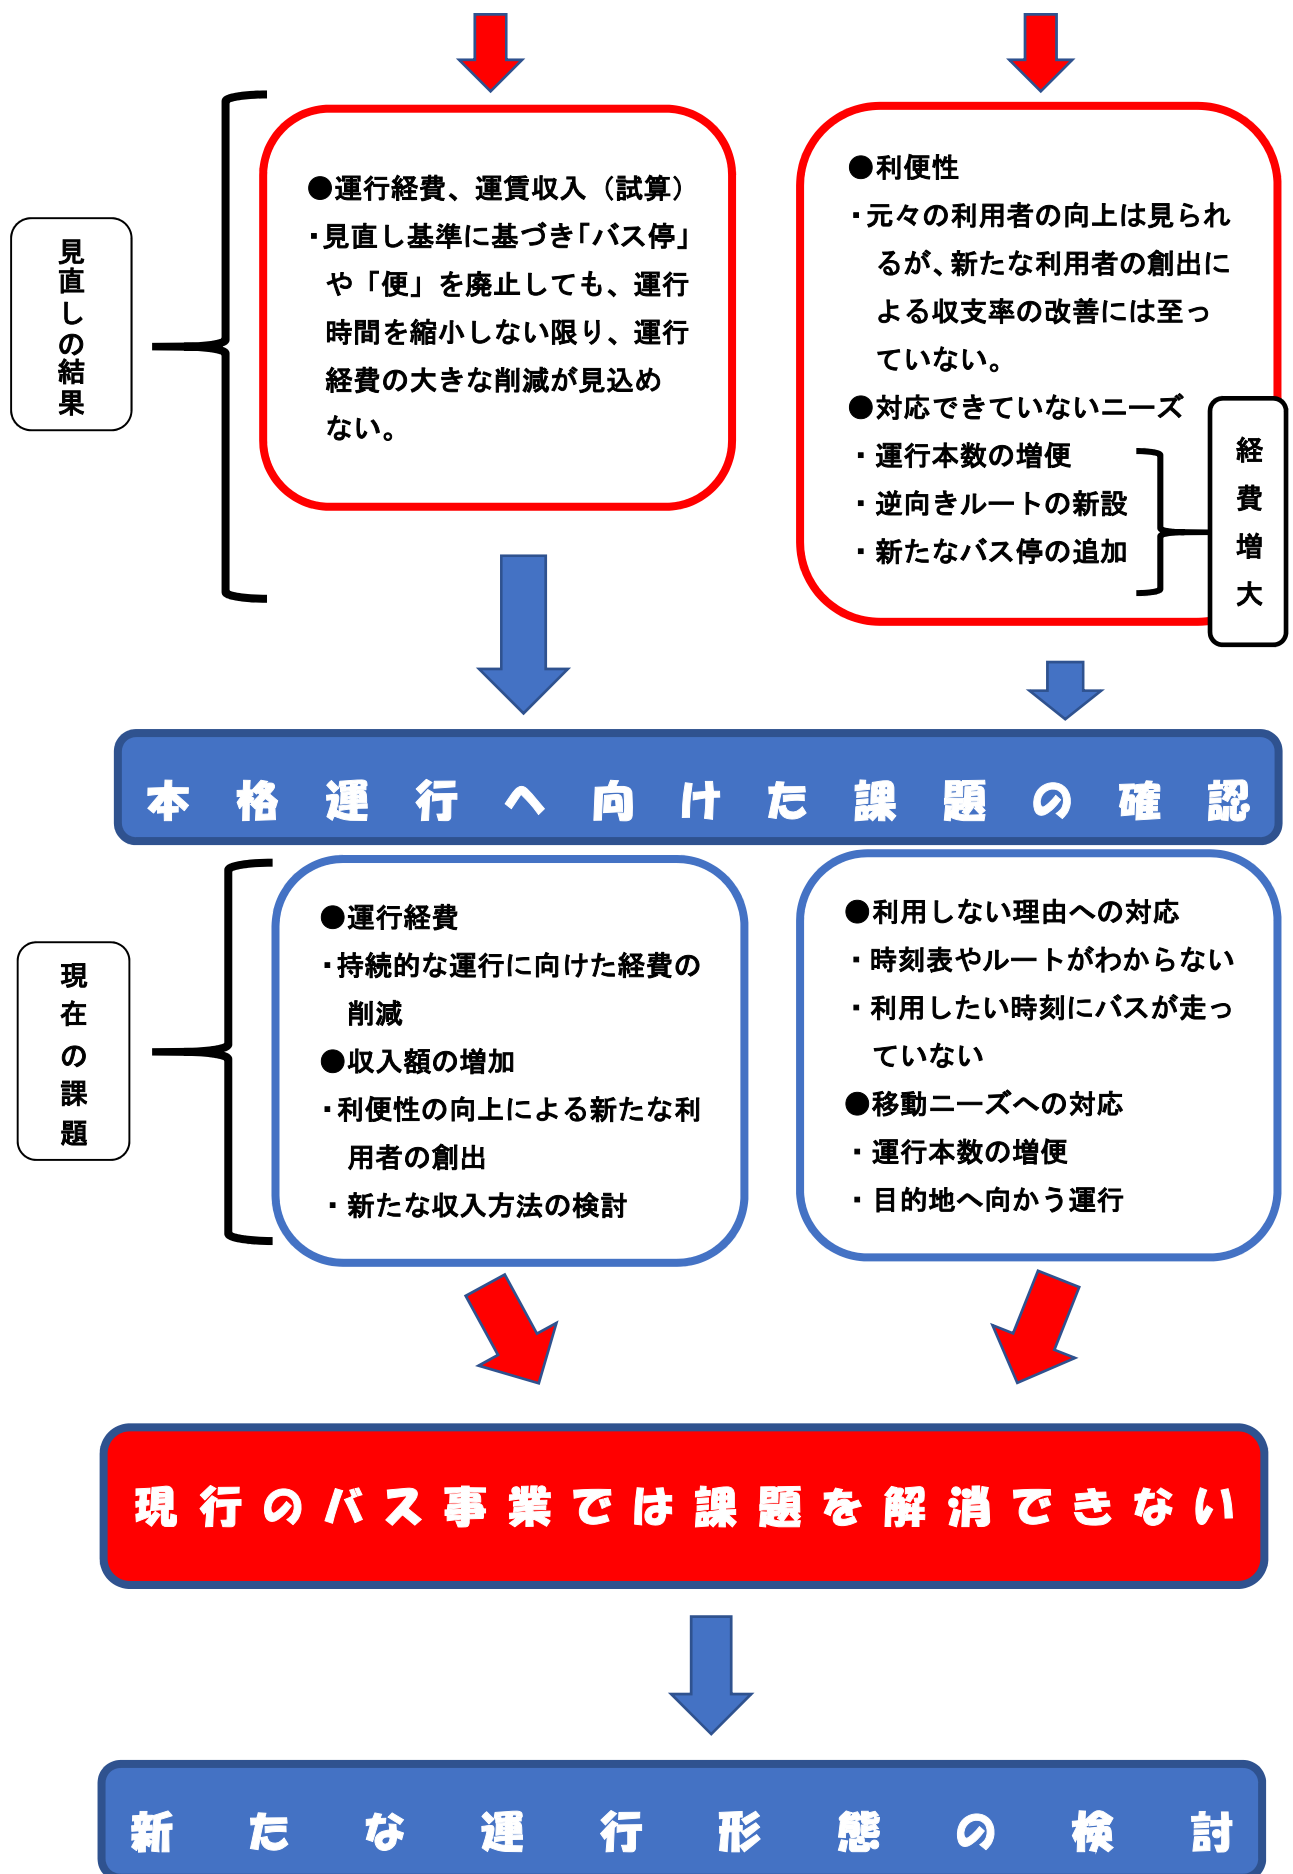 見直しの結果
●運行経費、運賃収入（試算）
・見直し基準に基づき「バス停」
や「便」を廃止しても、運行
時間を縮小しない限り、運行
経費の大きな削減が見込め
ない。
●利便性
・元々の利用者の向上は見られ
るが、新たな利用者の創出に
よる収支率の改善には至っ
ていない。
●対応できていないニーズ
・運行本数の増便
・逆向きルートの新設
・新たなバス停の追加
経費増大
本格運行へ向けた課題の確認
現在の課題
●運行経費
・持続的な運行に向けた経費の
削減
●収入額の増加
・利便性の向上による新たな利
用者の創出
・新たな収入方法の検討
●利用しない理由への対応
・時刻表やルートがわからない
・利用したい時刻にバスが走っ
ていない
●移動ニーズへの対応
・運行本数の増便
・目的地へ向かう運行
現行のバス事業では課題を解消できない
新たな運行形態の検討